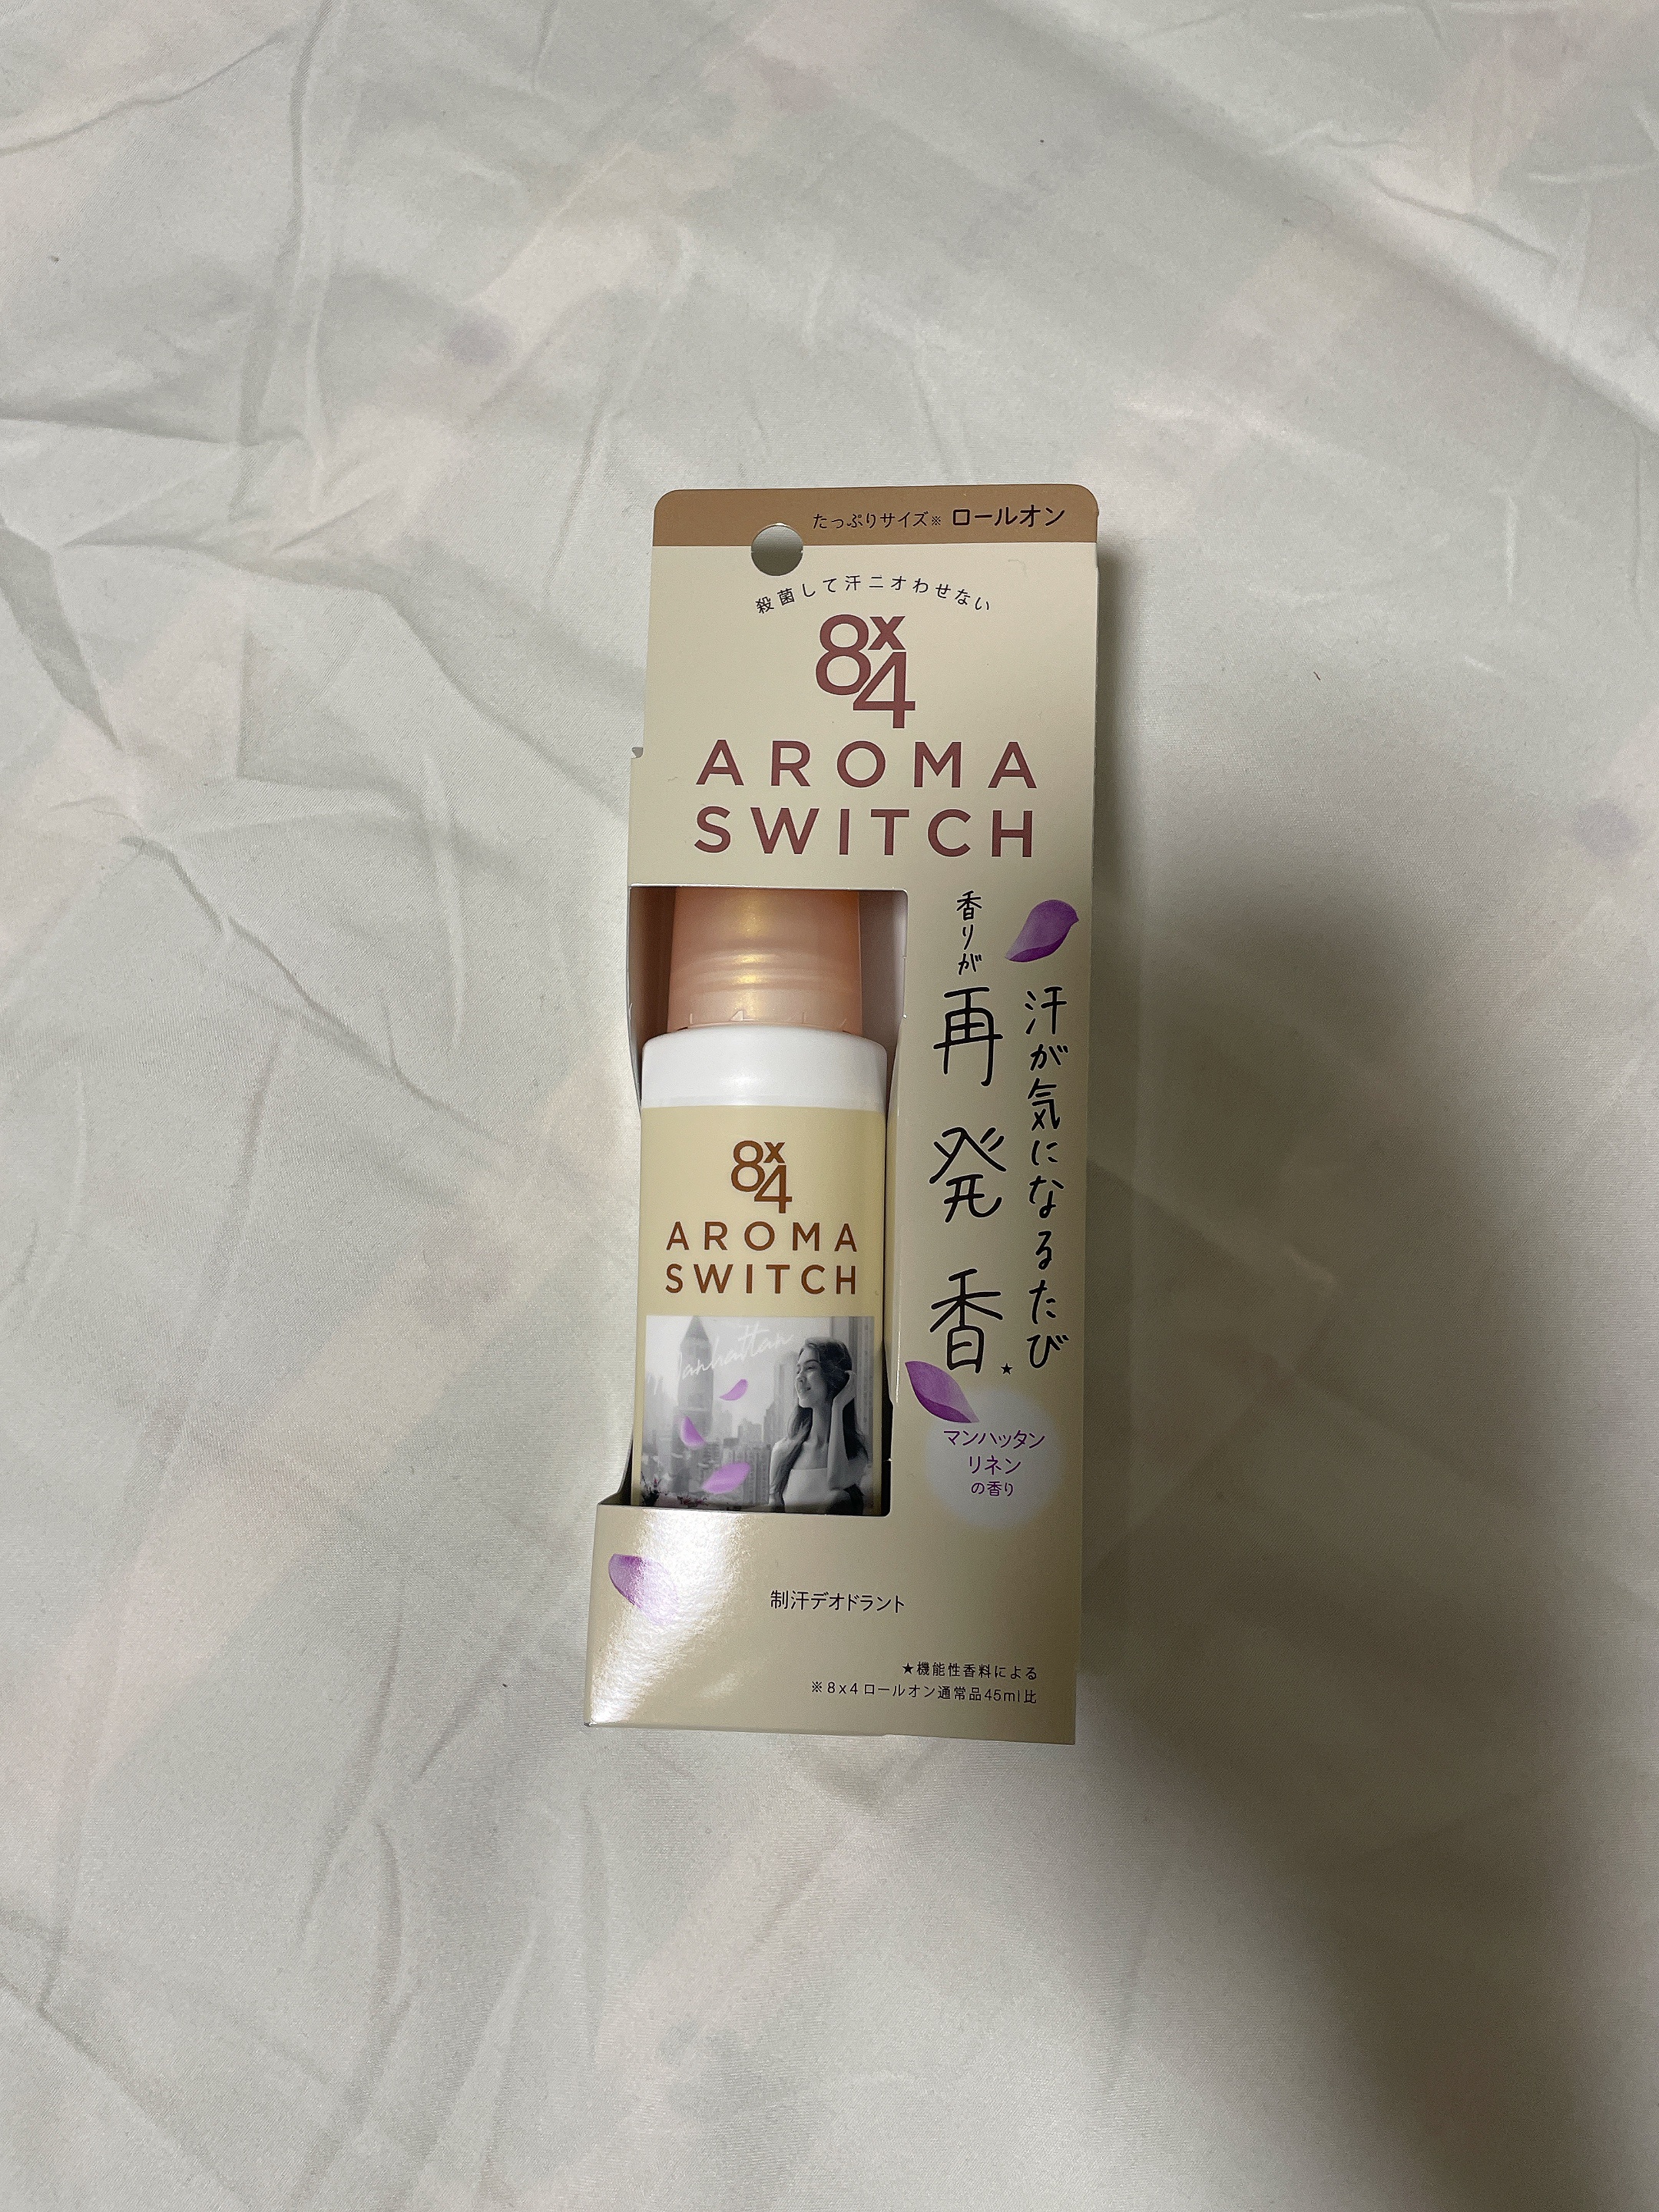 たっぷりサイズ※ ロールオン
殺菌して汗ニオわせない
8x4
AROMA
SWITCH
汗が気になるたび
香りが
再発香★
マンハッタン
リネン
の香り
8x4
AROMA
SWITCH
制汗デオドラント
★機能性香料による
※8x4ロールオン通常品45ml比